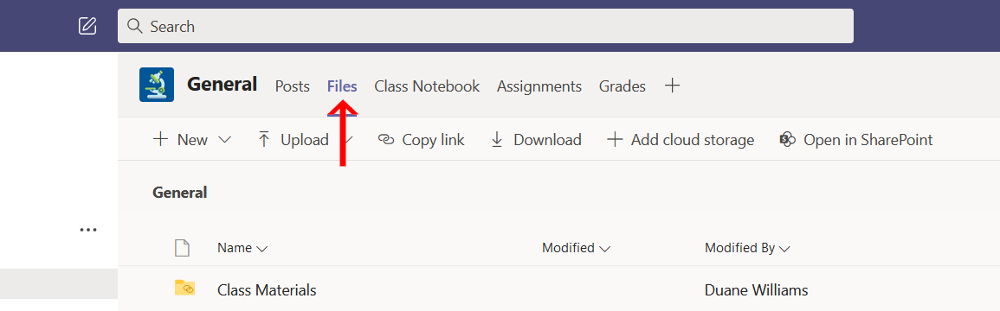 Search
General Posts Files Class Notebook Assignments Grades
New Upload Copy link Download Add cloud storage Open in SharePoint
General
Name Modified Modified By
Class Materials Duane Williams